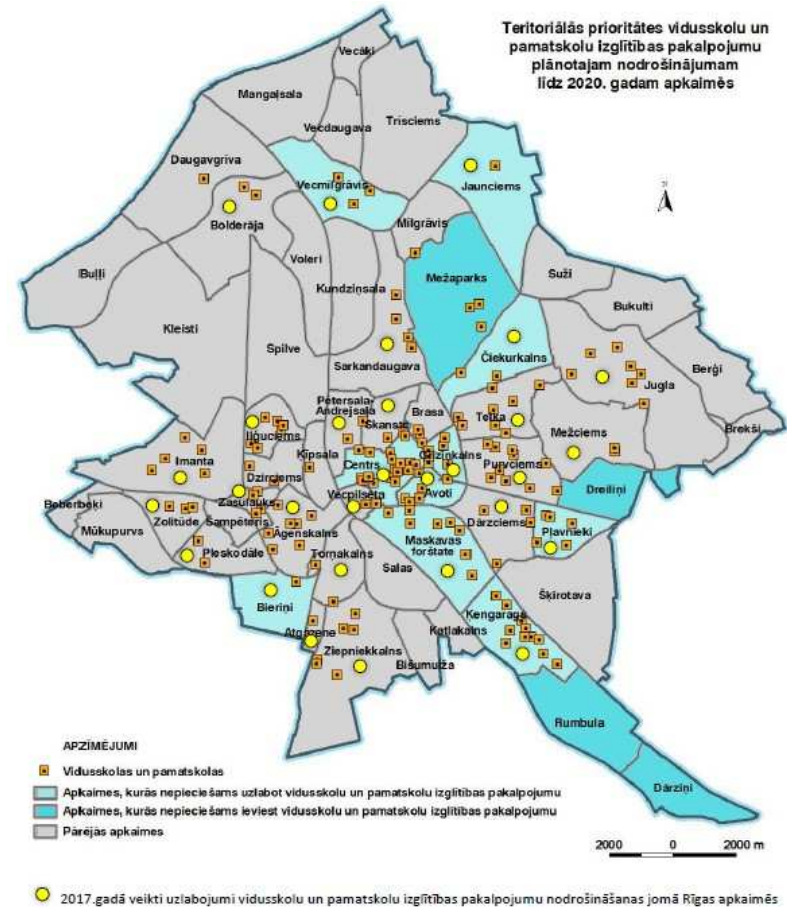 Teritoriālās prioritātes vidusskolu un
pamatskolu izglītības pakalpojumu
plānotajam nodrošinājumam
līdz 2020. gadam apkaimēs
Vecāķi
Mangaļsala
Vecdaugava
Trīsciems
Daugavgrīva
Vecmīlgrāvis
Jaunciems
Bolderāja
Mīlgrāvis
Voleri
Mežaparks
Suži
Buļļi
Kundziņsala
Bukulti
Kleisti
Spilve
Čiekurkalns
Berģi
Sarkandaugava
Jugla
Pētersala-
Andrejsala
Brasa
Skanste
Teika
Brekši
Iļģuciems
Mežciems
Ķīpsala
Centrs
Grīziņkalns
Purvciems
Imanta
Dzirciems
Dreiliņi
Vecpilsēta
Avoti
Beberbeķi
Zasulauks
Zolitūde
Šampēteris
Āgenskalns
Dārzciems
Pļavnieki
Mūkupurvs
Maskavas
forštate
Pleskodāle
Torņakalns
Salas
Šķirotava
Bieriņi
Ķengarags
Atgāzene
Katlakalns
Ziepniekkalns
Bišumuiža
Rumbula
Dārziņi
APZĪMĒJUMI
Vidusskolas un pamatskolas
Apkaimes, kurās nepieciešams uzlabot vidusskolu un pamatskolu izglītības pakalpojumu
Apkaimes, kurās nepieciešams ieviest vidusskolu un pamatskolu izglītības pakalpojumu
Pārējās apkaimes
2000 0 2000 m
2017.gadā veikti uzlabojumi vidusskolu un pamatskolu izglītības pakalpojumu nodrošināšanas jomā Rīgas apkaimēs